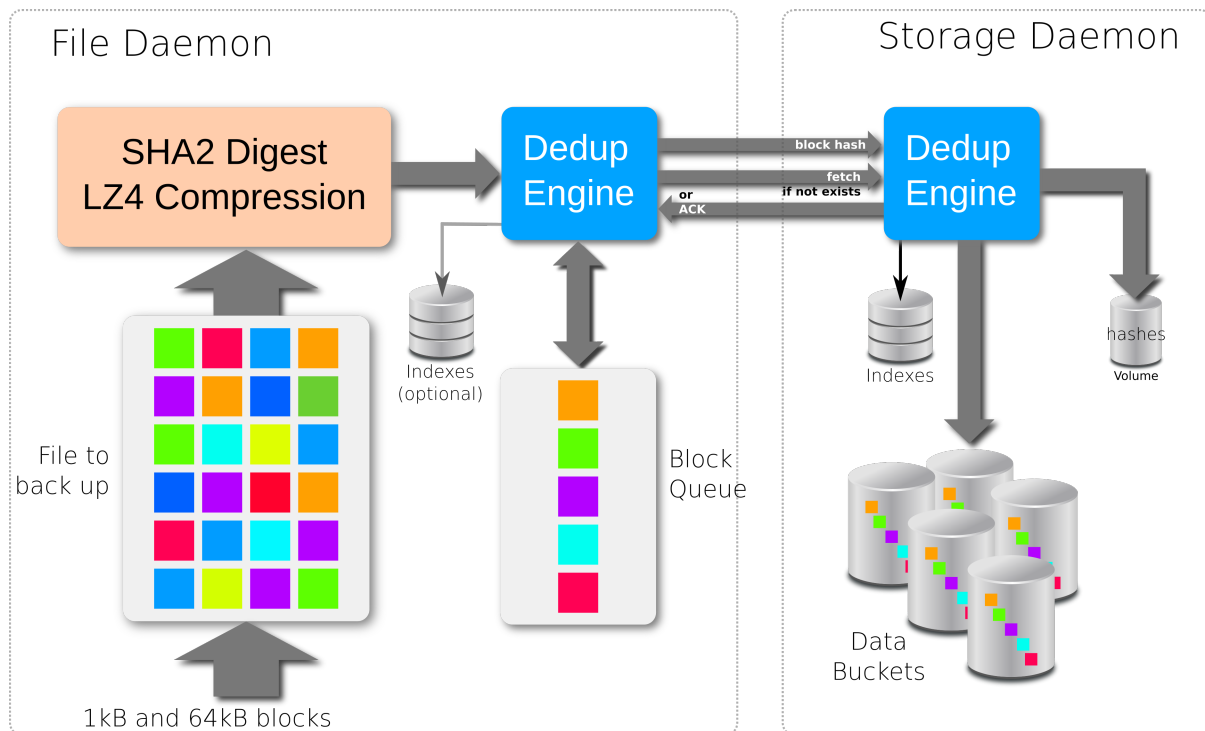 File Daemon
Storage Daemon
SHA2 Digest
LZ4 Compression
Dedup
Engine
block hash
fetch
if not exists
or
ACK
Dedup
Engine
Indexes
(optional)
Indexes
hashes
Volume
File to
back up
Block
Queue
Data
Buckets
1kB and 64kB blocks